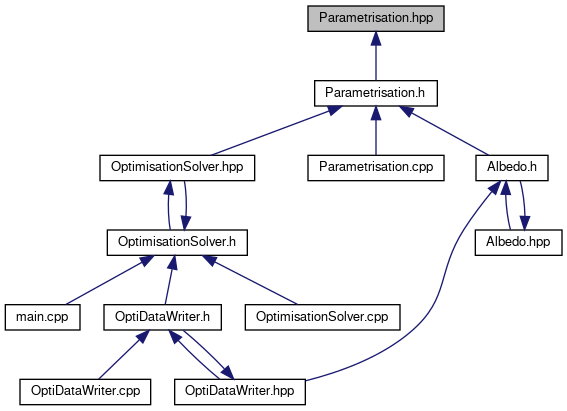 Parametrisation.hpp
Parametrisation.h
OptimisationSolver.hpp
Parametrisation.cpp
Albedo.h
OptimisationSolver.h
Albedo.hpp
main.cpp
OptiDataWriter.h
OptimisationSolver.cpp
OptiDataWriter.cpp
OptiDataWriter.hpp